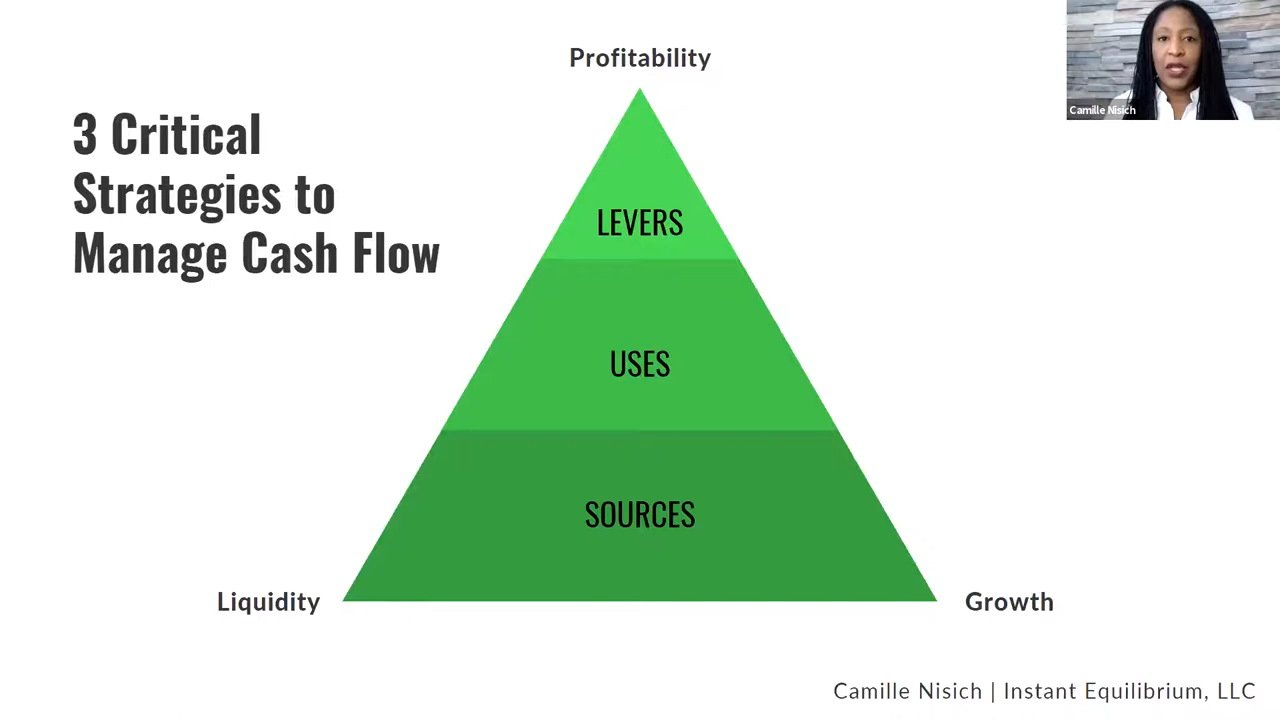 Profitability
Camille Nisich
3 Critical
Strategies to
Manage Cash Flow
LEVERS
USES
SOURCES
Liquidity
Growth
Camille Nisich | Instant Equilibrium, LLC